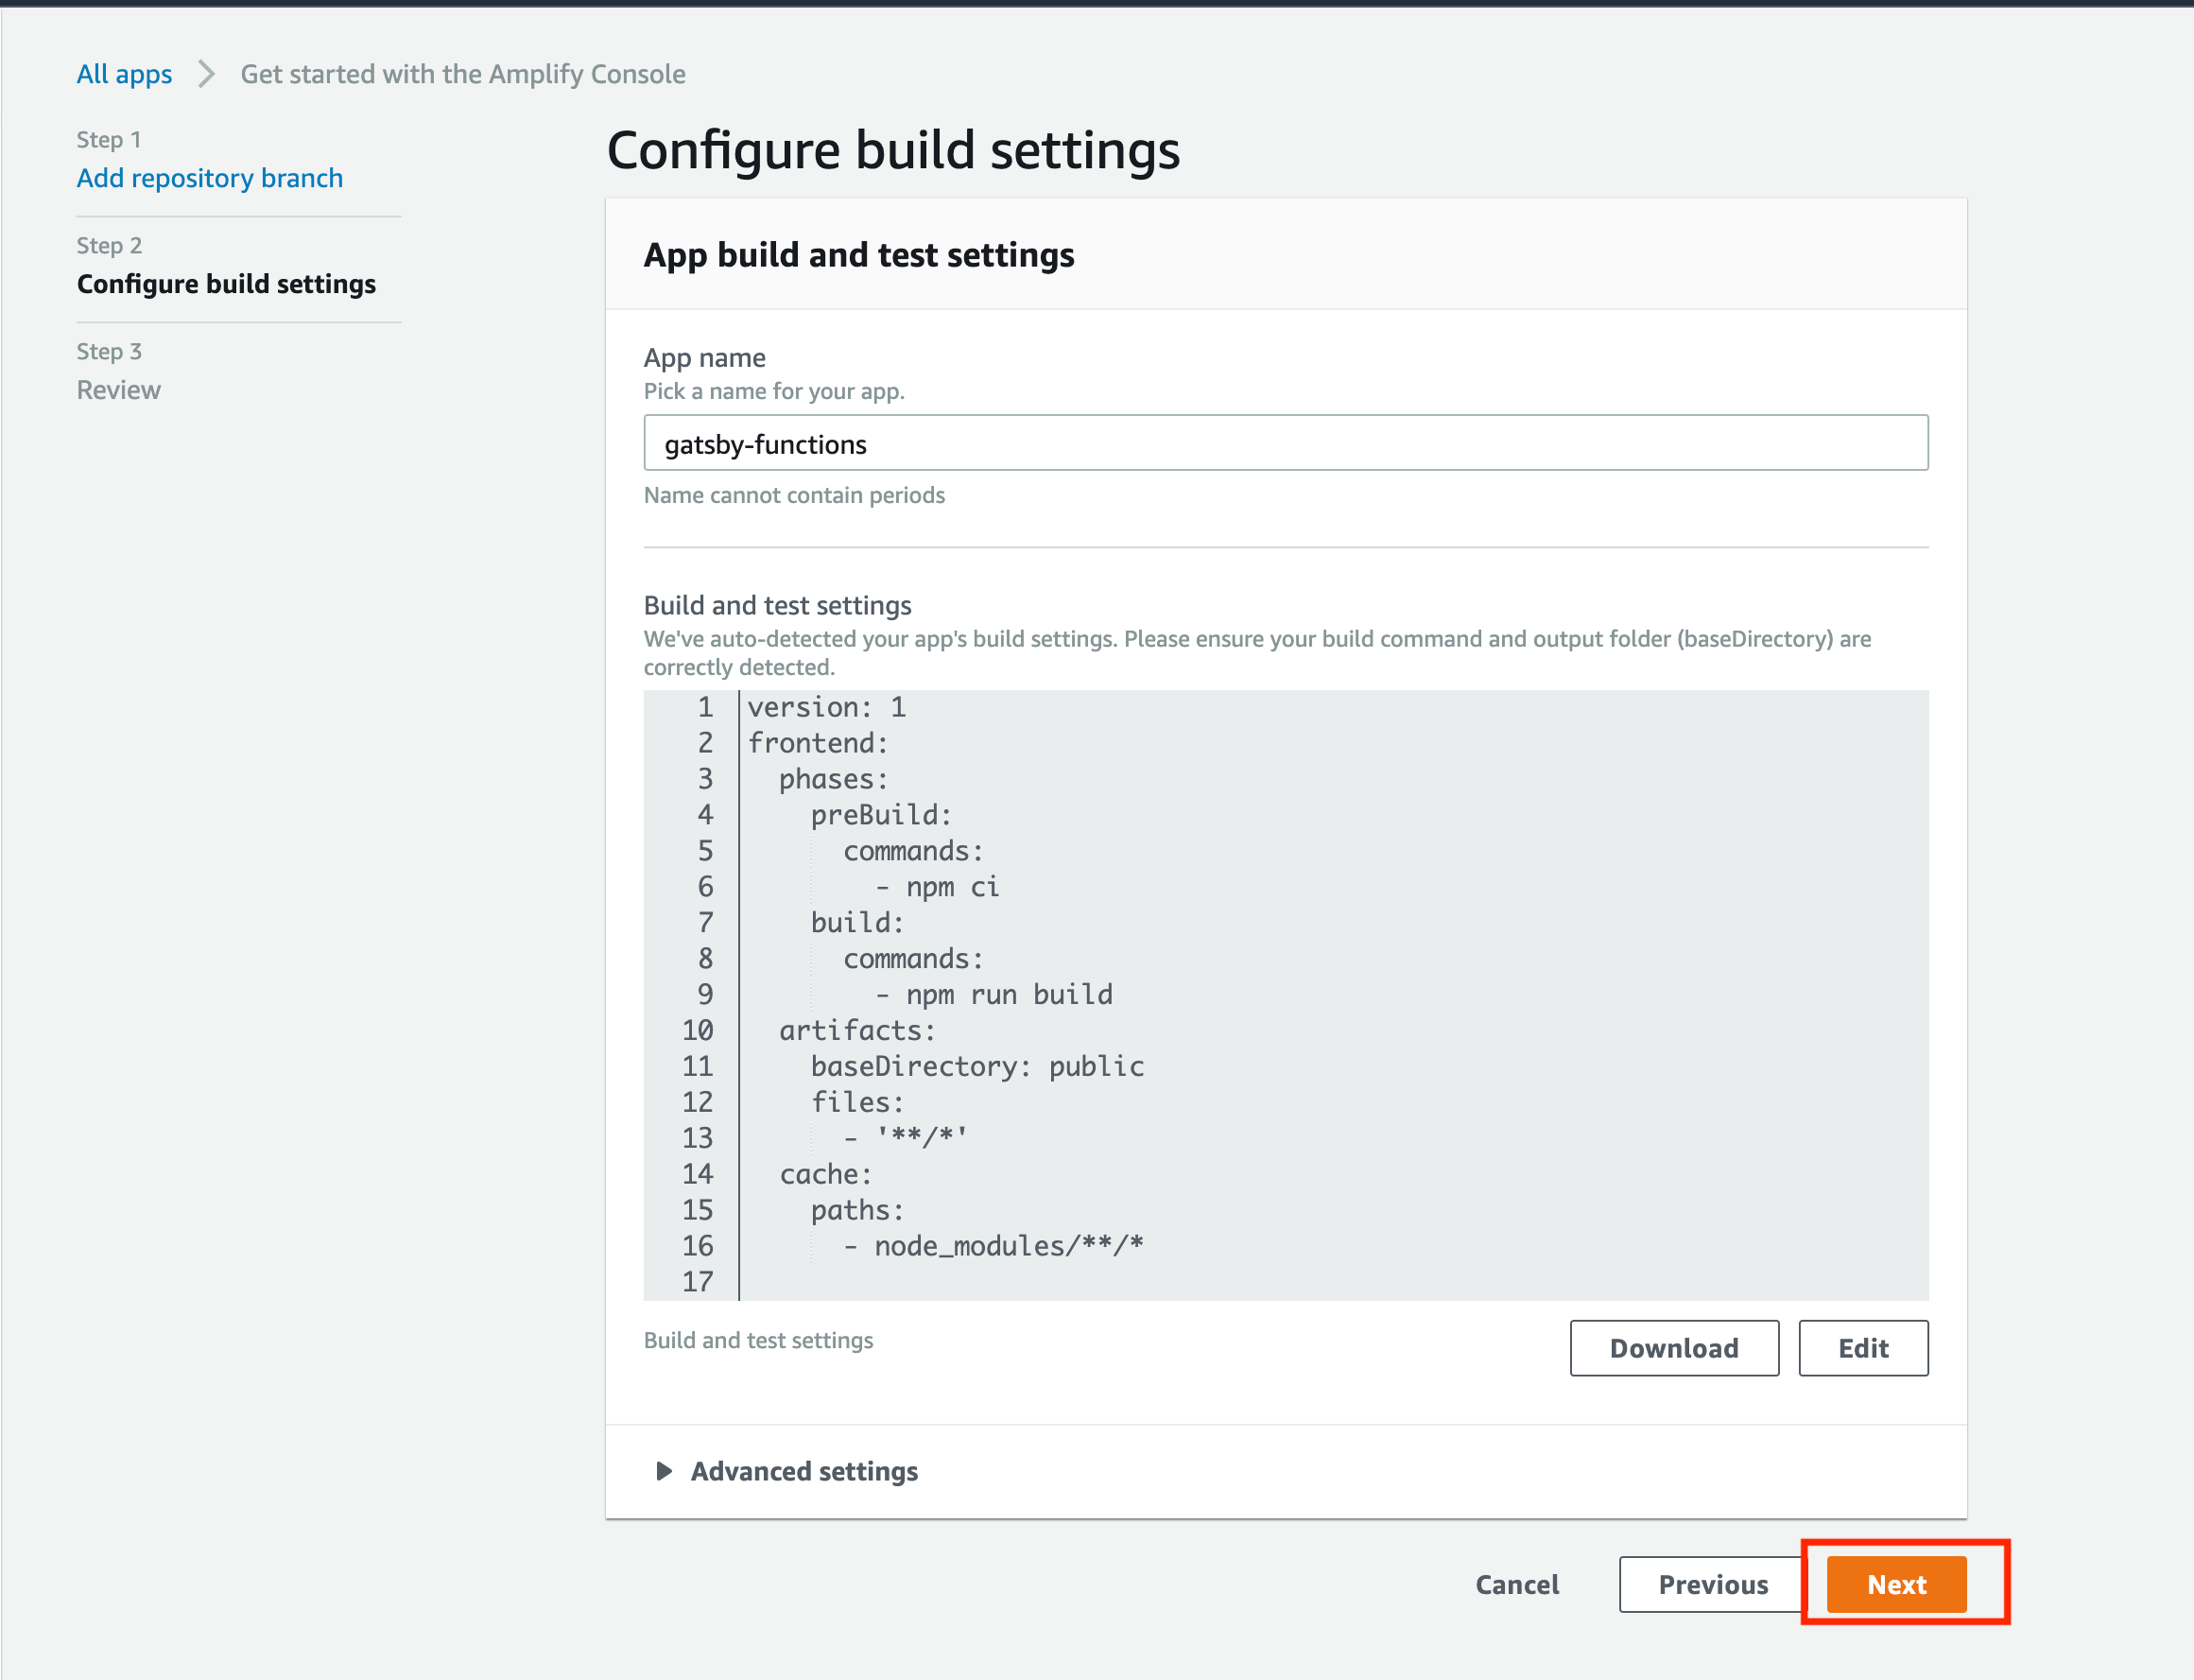 All apps > Get started with the Amplify Console
Step 1
Add repository branch
Step 2
Configure build settings
Step 3
Review
Configure build settings
App build and test settings
App name
Pick a name for your app.
gatsby-functions
Name cannot contain periods
Build and test settings
We've auto-detected your app's build settings. Please ensure your build command and output folder (baseDirectory) are
correctly detected.
1 version: 1
2 frontend:
3   phases:
4     preBuild:
5       commands:
6         - npm ci
7     build:
8       commands:
9         - npm run build
10   artifacts:
11     baseDirectory: public
12     files:
13       - '**/*'
14   cache:
15     paths:
16       - node_modules/**/*
17
Build and test settings
Download Edit
Advanced settings
Cancel Previous Next